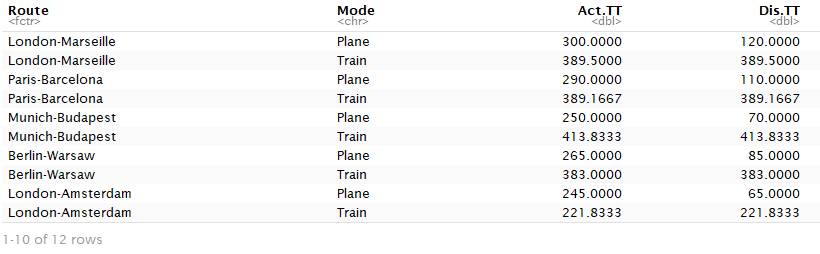 Route Mode Act.TT Dis.TT
<fctr> <chr> <dbl> <dbl>
London-Marseille Plane 300.0000 120.0000
London-Marseille Train 389.5000 389.5000
Paris-Barcelona Plane 290.0000 110.0000
Paris-Barcelona Train 389.1667 389.1667
Munich-Budapest Plane 250.0000 70.0000
Munich-Budapest Train 413.8333 413.8333
Berlin-Warsaw Plane 265.0000 85.0000
Berlin-Warsaw Train 383.0000 383.0000
London-Amsterdam Plane 245.0000 65.0000
London-Amsterdam Train 221.8333 221.8333
1-10 of 12 rows